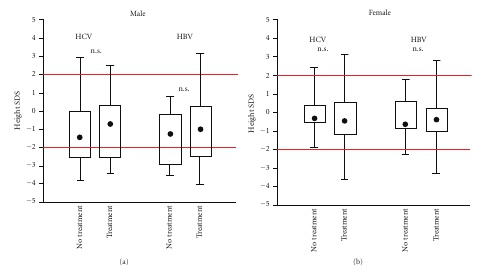 Male
5
4
3
2
1
0
−1
−2
−3
−4
−5
Height SDS
HCV
n.s.
HBV
n.s.
No treatment
Treatment
No treatment
Treatment
(a)
Female
5
4
3
2
1
0
−1
−2
−3
−4
−5
Height SDS
HCV
n.s.
HBV
n.s.
No treatment
Treatment
No treatment
Treatment
(b)